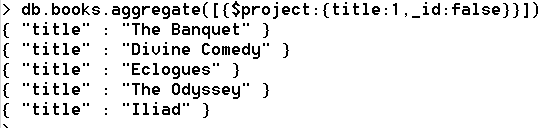 > db.books.aggregate([{$project:{title:1,_id:false}}])
{ "title" : "The Banquet" }
{ "title" : "Divine Comedy" }
{ "title" : "Eclogues" }
{ "title" : "The Odyssey" }
{ "title" : "Iliad" }